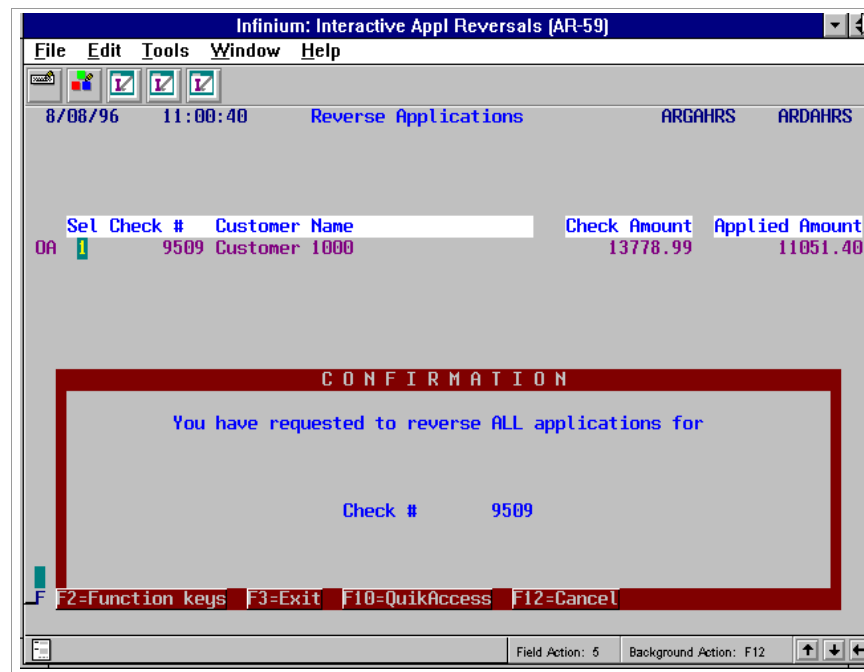 Infinium: Interactive Appl Reversals (AR-59)
File Edit Tools Window Help
8/08/96 11:00:40 Reverse Applications ARGAHRS ARDAHRS
Sel Check # Customer Name Check Amount Applied Amount
OA 1 9509 Customer 1000 13778.99 11051.40
C O N F I R M A T I O N
You have requested to reverse ALL applications for
Check # 9509
F F2=Function keys F3=Exit F10=QuikAccess F12=Cancel
Field Action: 5 Background Action: F12